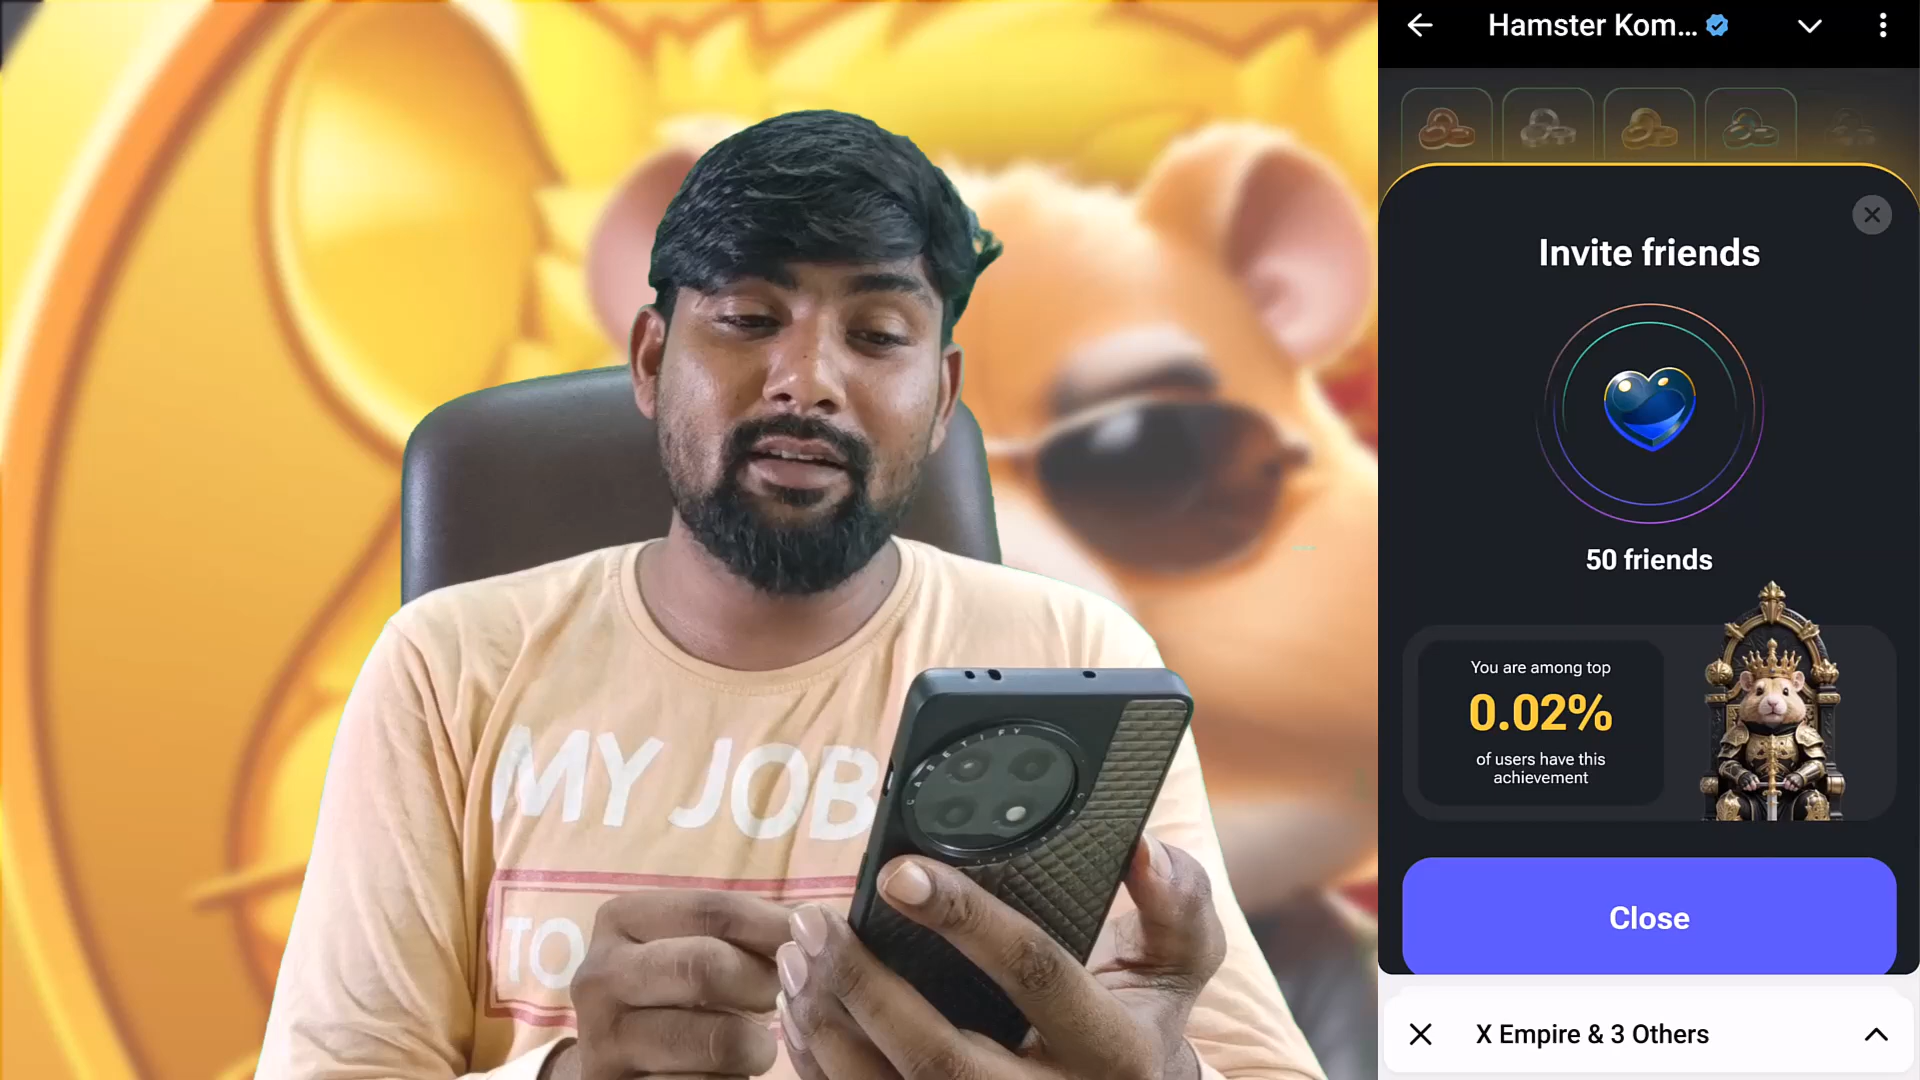 MY JOB
TO
CASETIFY
Hamster Kom...
Invite friends
50 friends
You are among top
0.02%
of users have this
achievement
Close
X Empire & 3 Others